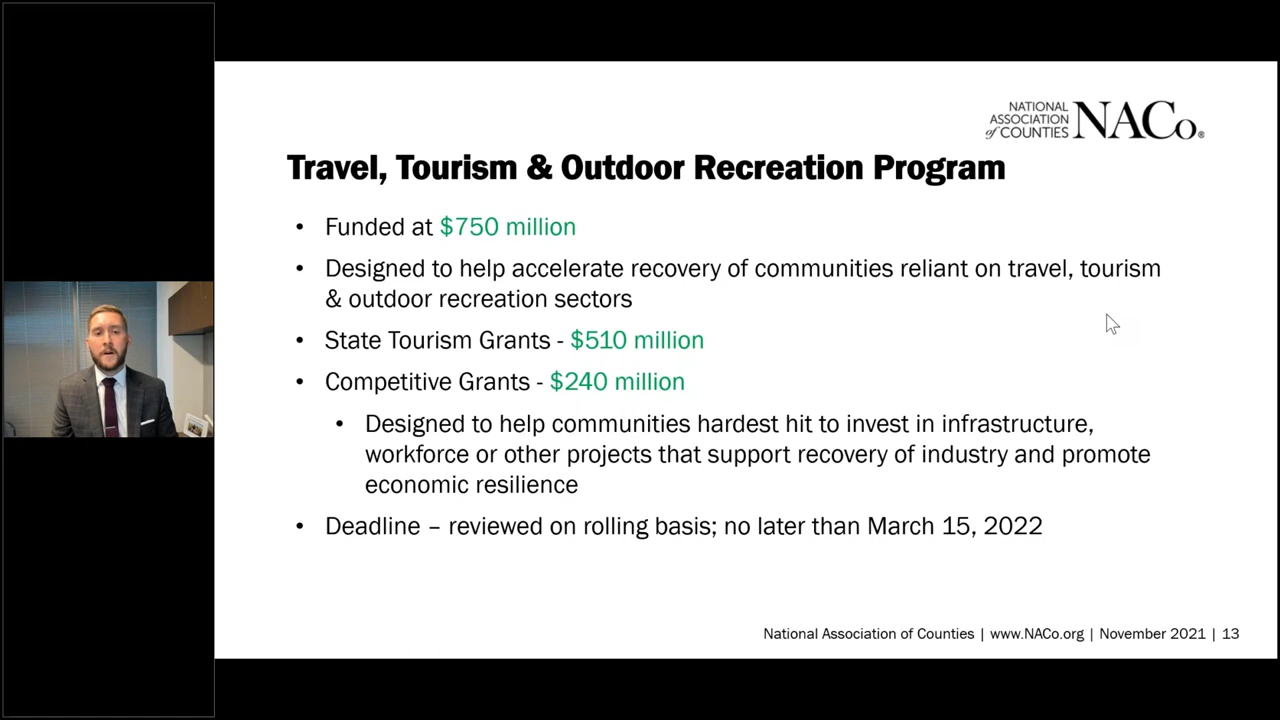 NATIONAL
ASSOCIATION
of COUNTIES
NACo.®
Travel, Tourism & Outdoor Recreation Program
• Funded at $750 million
• Designed to help accelerate recovery of communities reliant on travel, tourism
& outdoor recreation sectors
• State Tourism Grants - $510 million
• Competitive Grants - $240 million
• Designed to help communities hardest hit to invest in infrastructure,
workforce or other projects that support recovery of industry and promote
economic resilience
• Deadline – reviewed on rolling basis; no later than March 15, 2022
National Association of Counties | www.NACo.org | November 2021 | 13